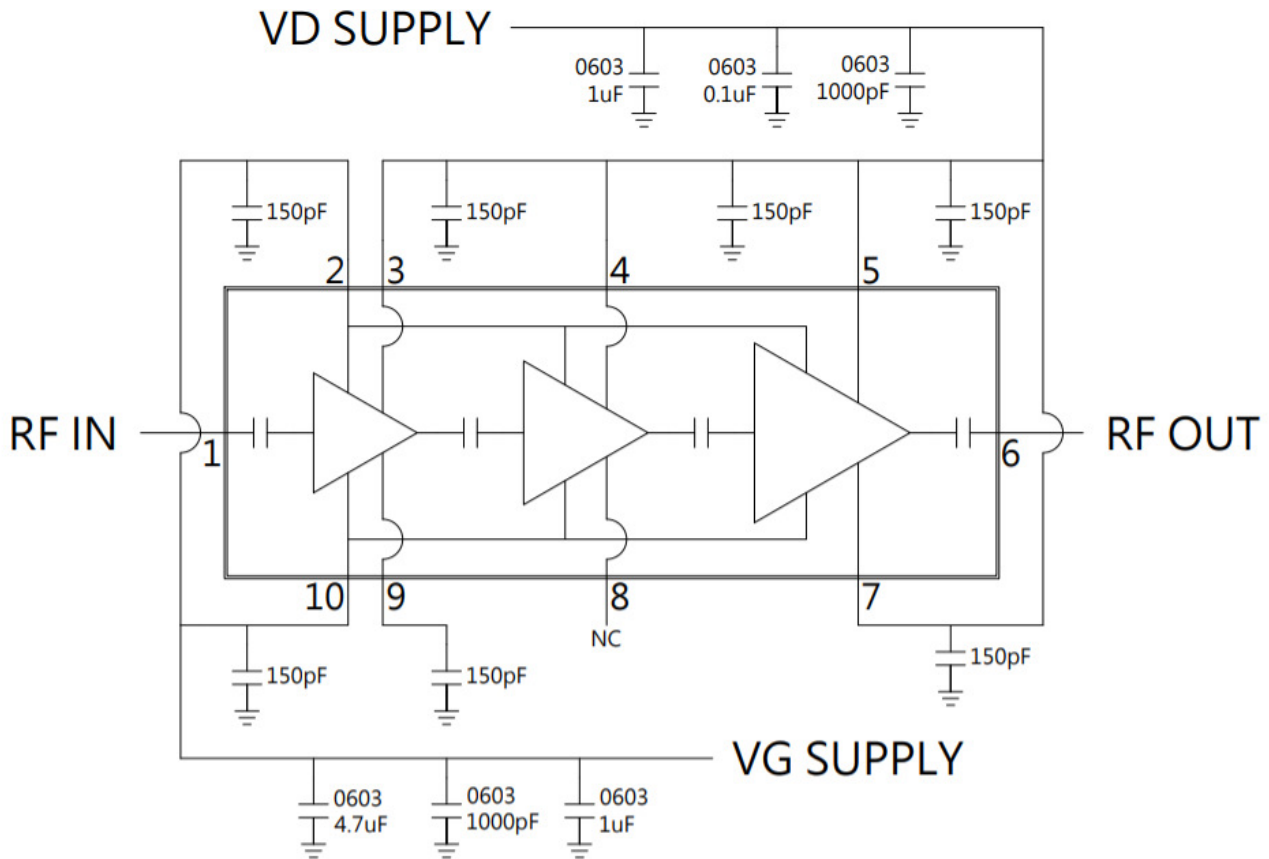 VD SUPPLY
0603
1uF
0603
0.1uF
0603
1000pF
150pF
150pF
150pF
150pF
2
3
4
5
RF IN
1
6
RF OUT
10
9
8
7
NC
150pF
150pF
150pF
VG SUPPLY
0603
4.7uF
0603
1000pF
0603
1uF